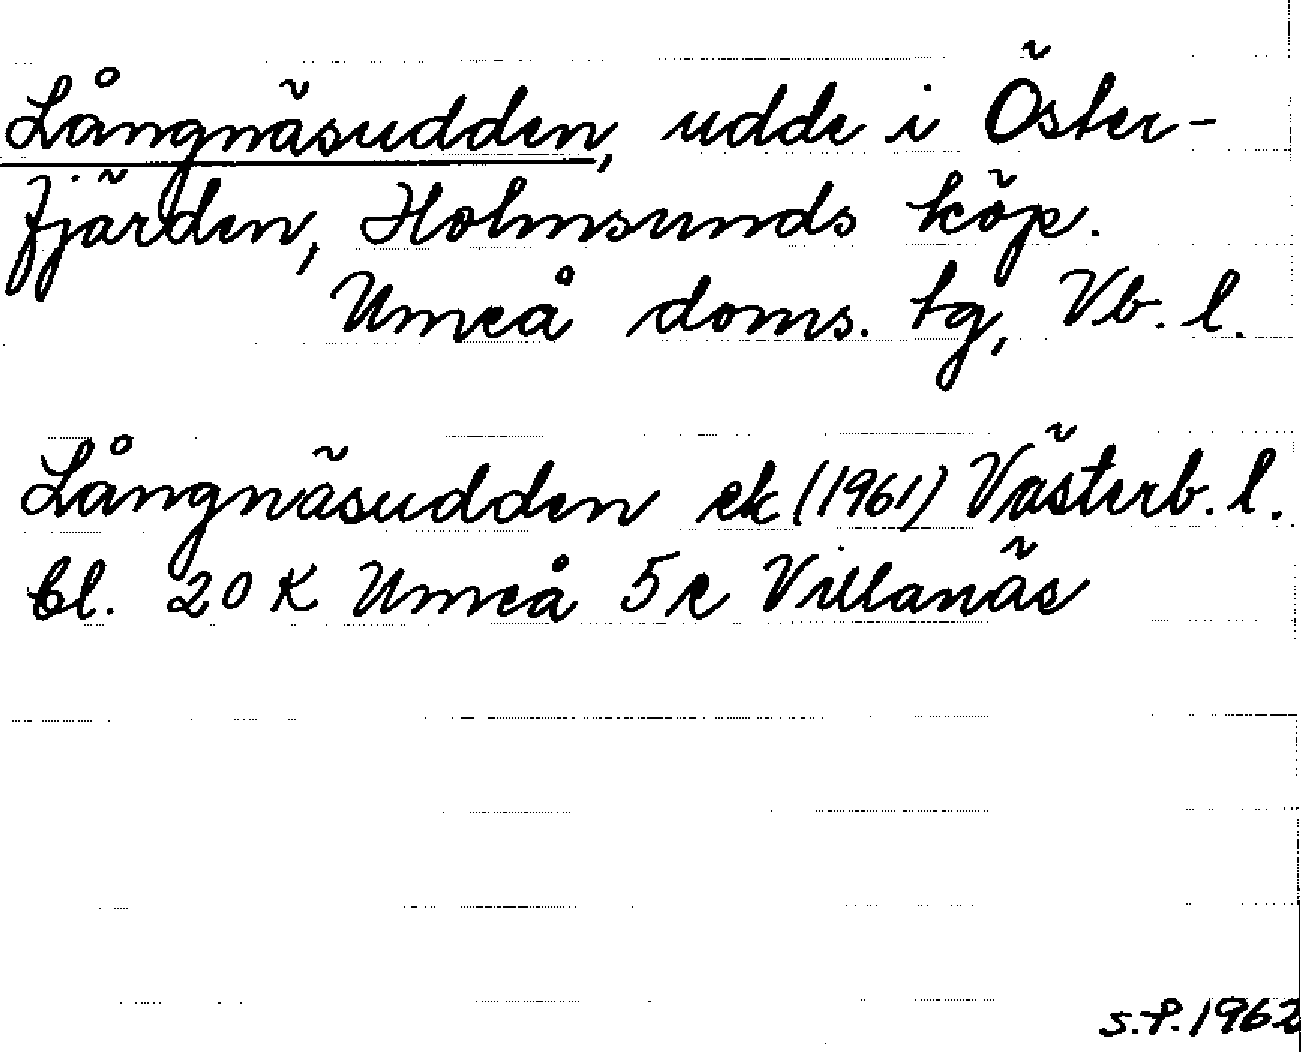 Långnäsudden, udde i Öster-
fjärden, Holmsunds köp.
Umeå doms. tg, Vb. l.
Långnäsudden ek (1961) Västerb. l.
bl. 20 K Umeå 5e Villanäs
S.P. 1962